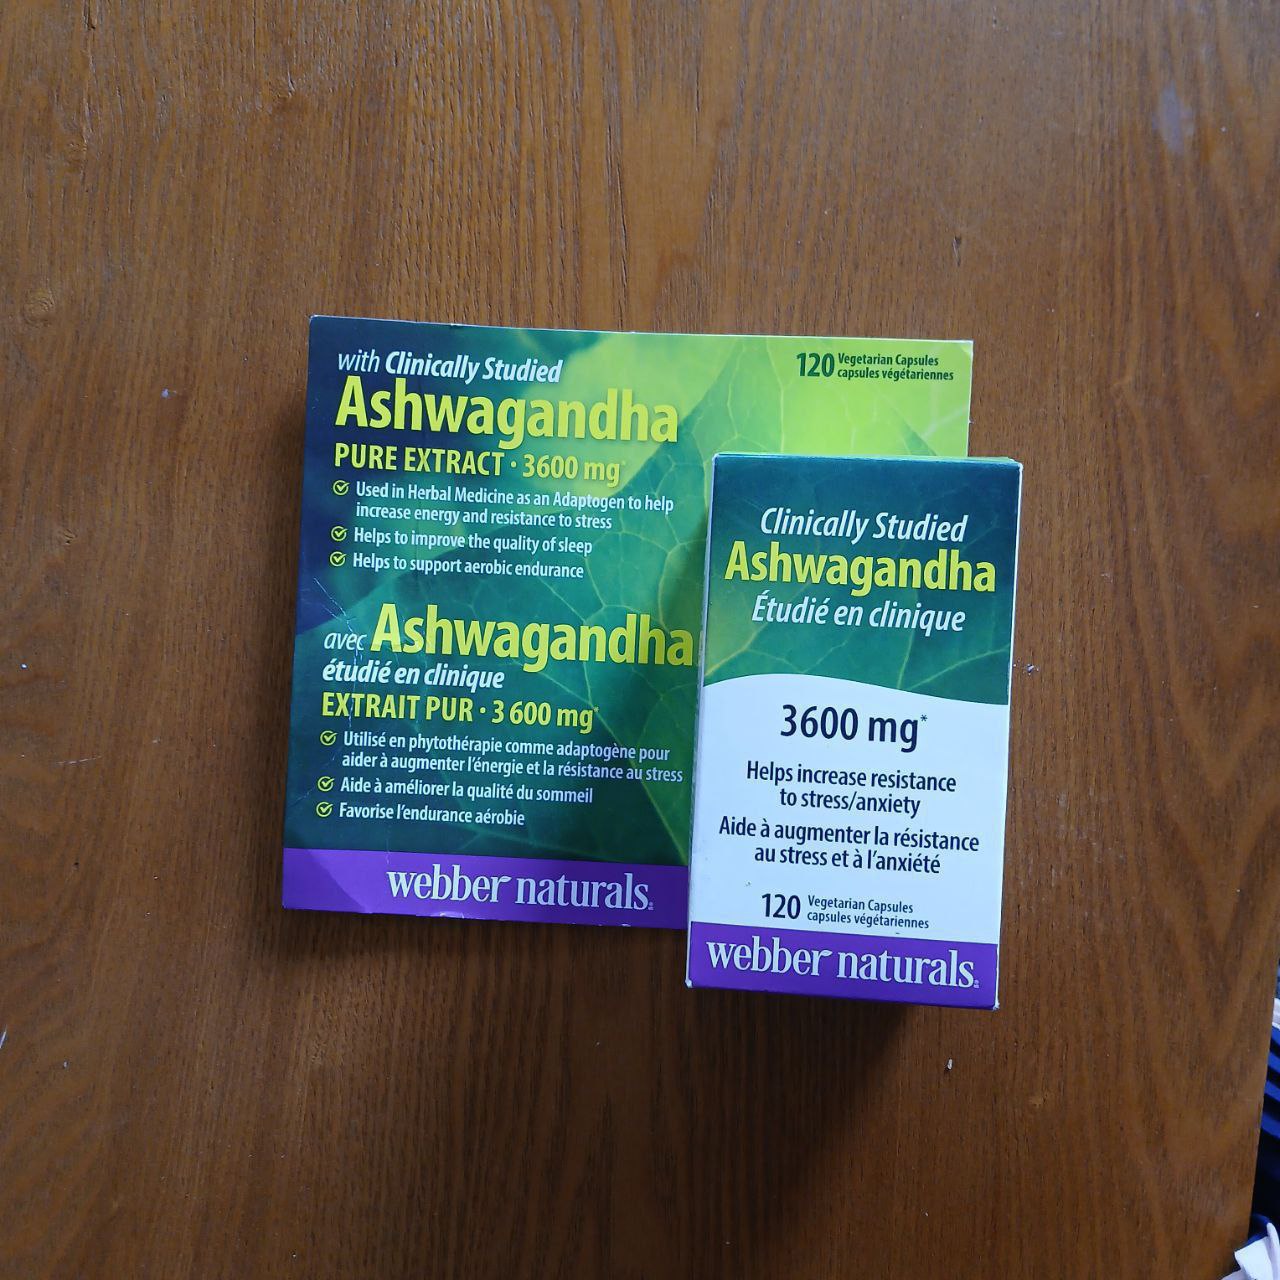 with Clinically Studied
Ashwagandha
PURE EXTRACT · 3600 mg*
Used in Herbal Medicine as an Adaptogen to help
increase energy and resistance to stress
Helps to improve the quality of sleep
Helps to support aerobic endurance
avec Ashwagandha
étudié en clinique
EXTRAIT PUR · 3 600 mg*
Utilisé en phytothérapie comme adaptogène pour
aider à augmenter l'énergie et la résistance au stress
Aide à améliorer la qualité du sommeil
Favorise l'endurance aérobie
webber naturals®
120 Vegetarian Capsules
capsules végétariennes
Clinically Studied
Ashwagandha
Étudié en clinique
3600 mg*
Helps increase resistance
to stress/anxiety
Aide à augmenter la résistance
au stress et à l'anxiété
120 Vegetarian Capsules
capsules végétariennes
webber naturals®